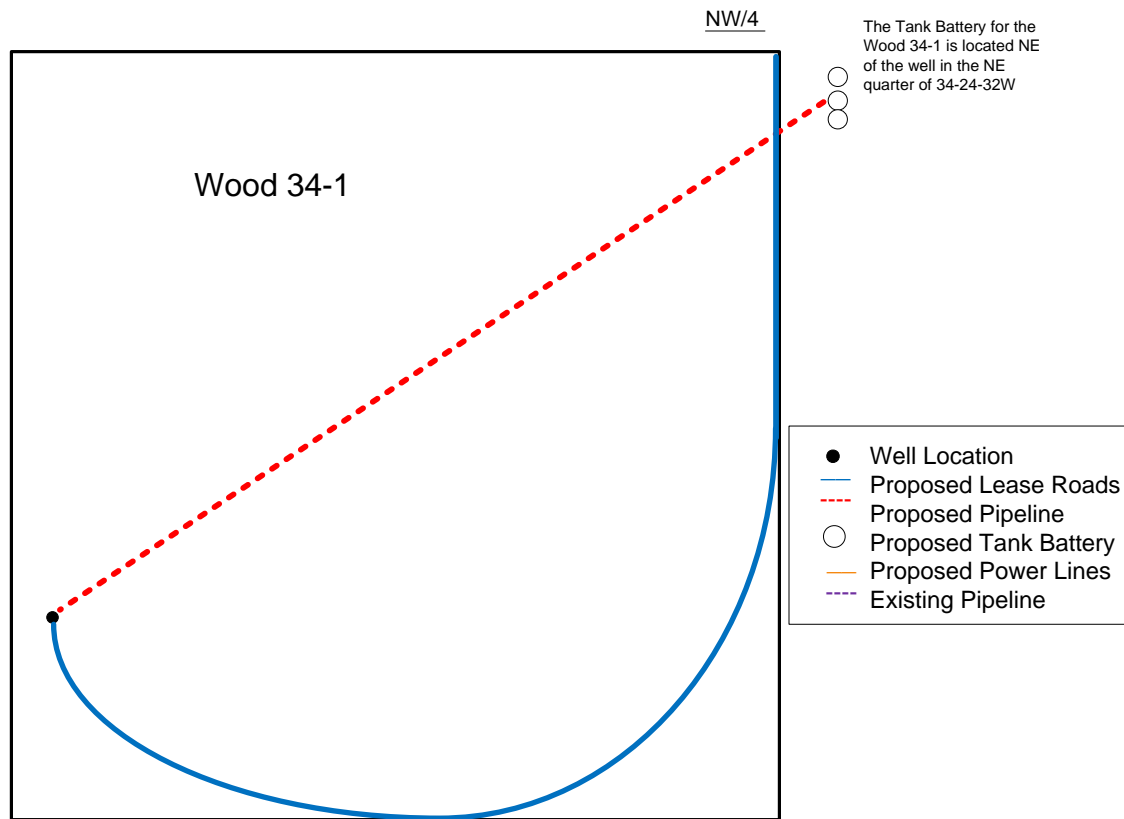 NW/4
The Tank Battery for the
Wood 34-1 is located NE
of the well in the NE
quarter of 34-24-32W
Wood 34-1
Well Location
Proposed Lease Roads
Proposed Pipeline
Proposed Tank Battery
Proposed Power Lines
Existing Pipeline